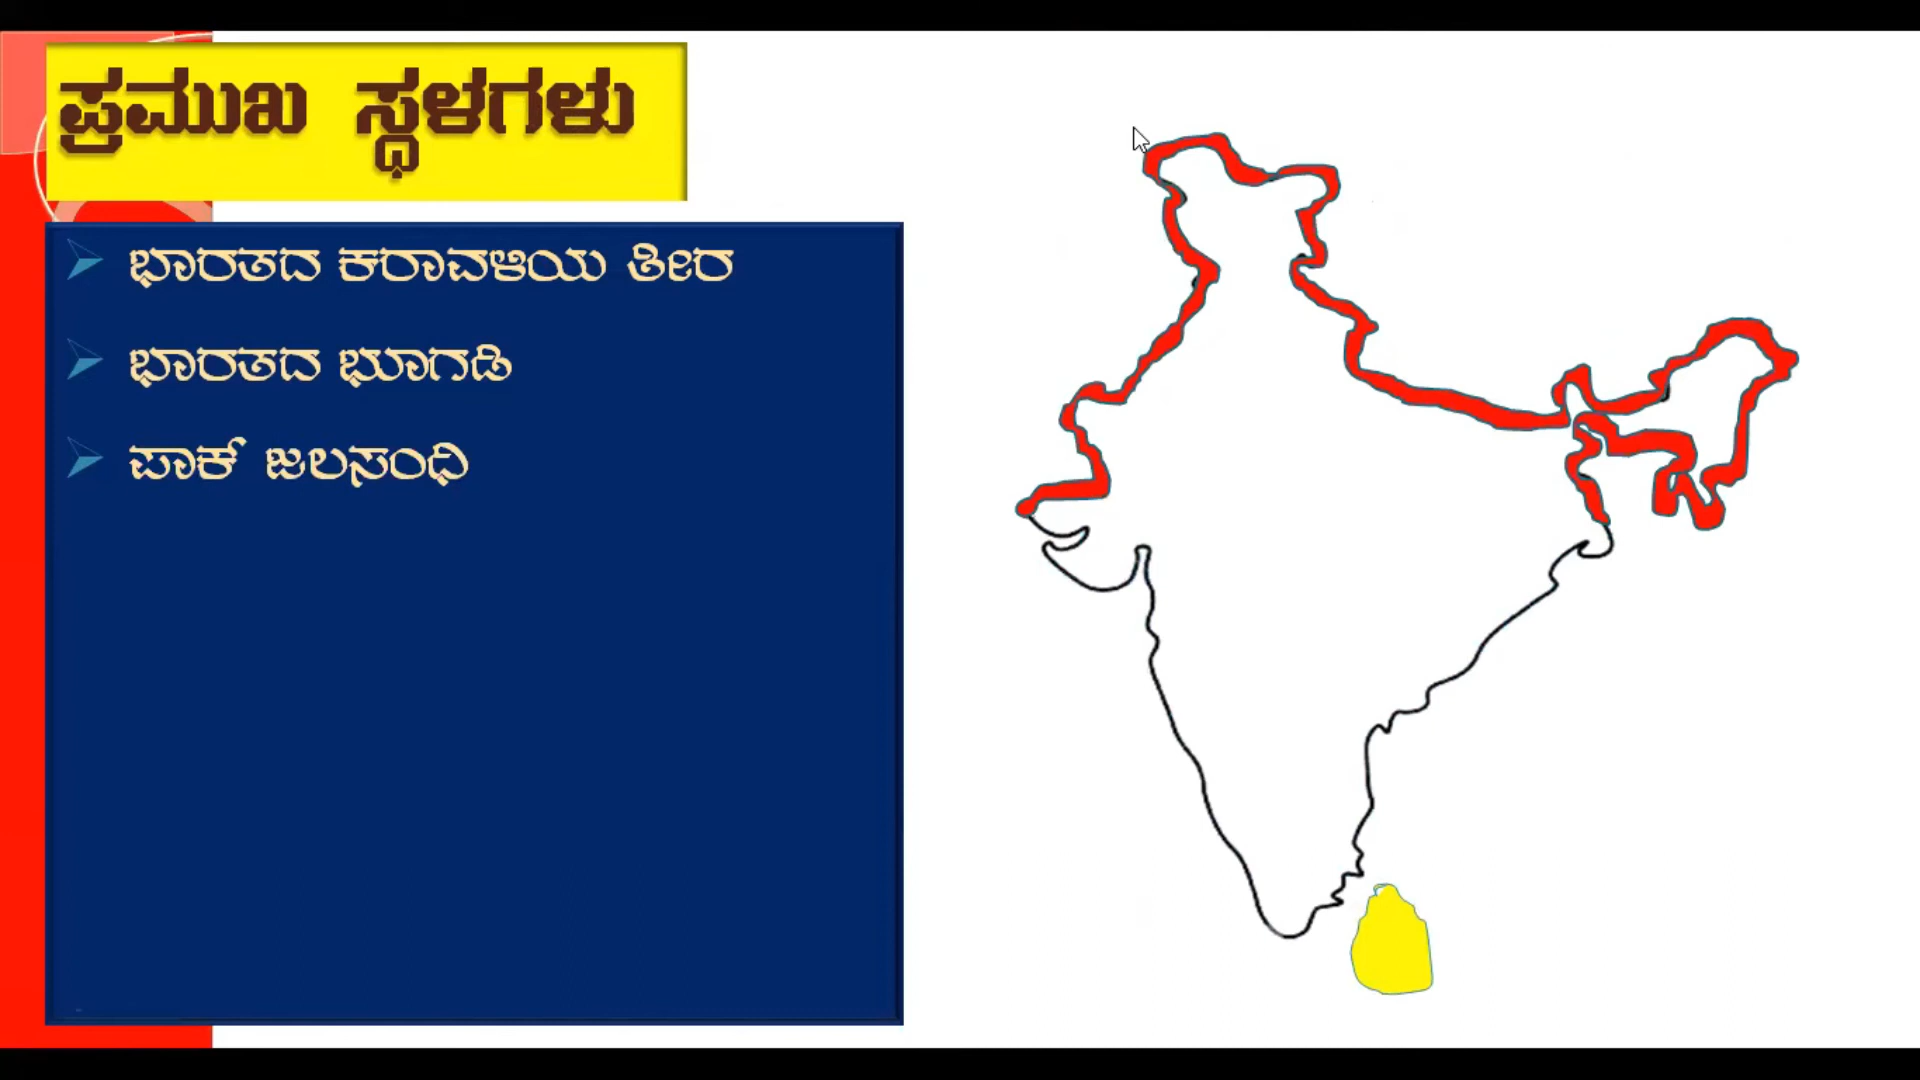 ಪ್ರಮುಖ ಸ್ಥಳಗಳು
ಭಾರತದ ಕರಾವಳಿಯ ತೀರ
ಭಾರತದ ಭೂಗಡಿ
ಪಾಕ್ ಜಲಸಂಧಿ